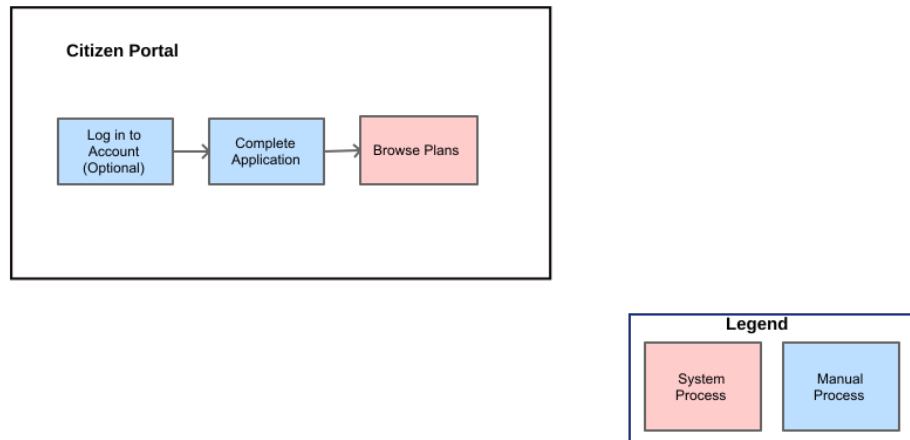 Citizen Portal
Log in to
Account
(Optional)
Complete
Application
Browse Plans
Legend
System
Process
Manual
Process